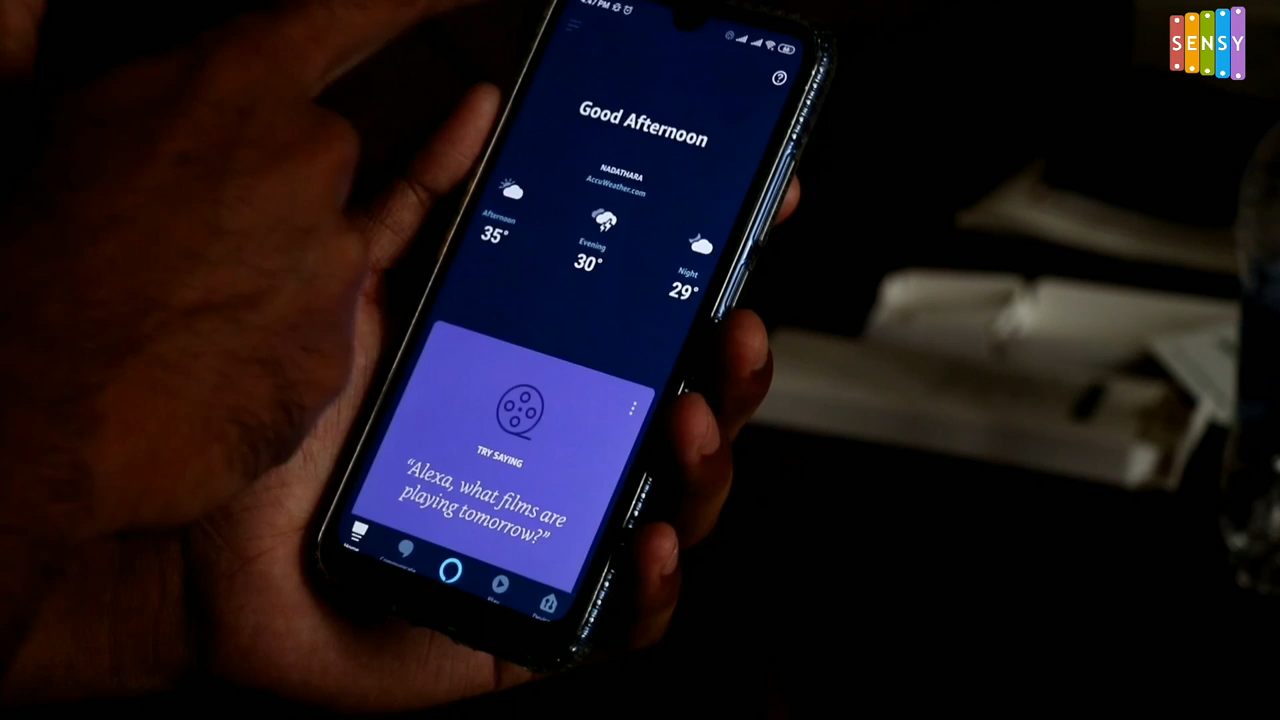 SENSY
Good Afternoon
NADATHARA
AccuWeather.com
Afternoon
35°
Evening
30°
Night
29°
TRY SAYING
“Alexa, what films are
playing tomorrow?”